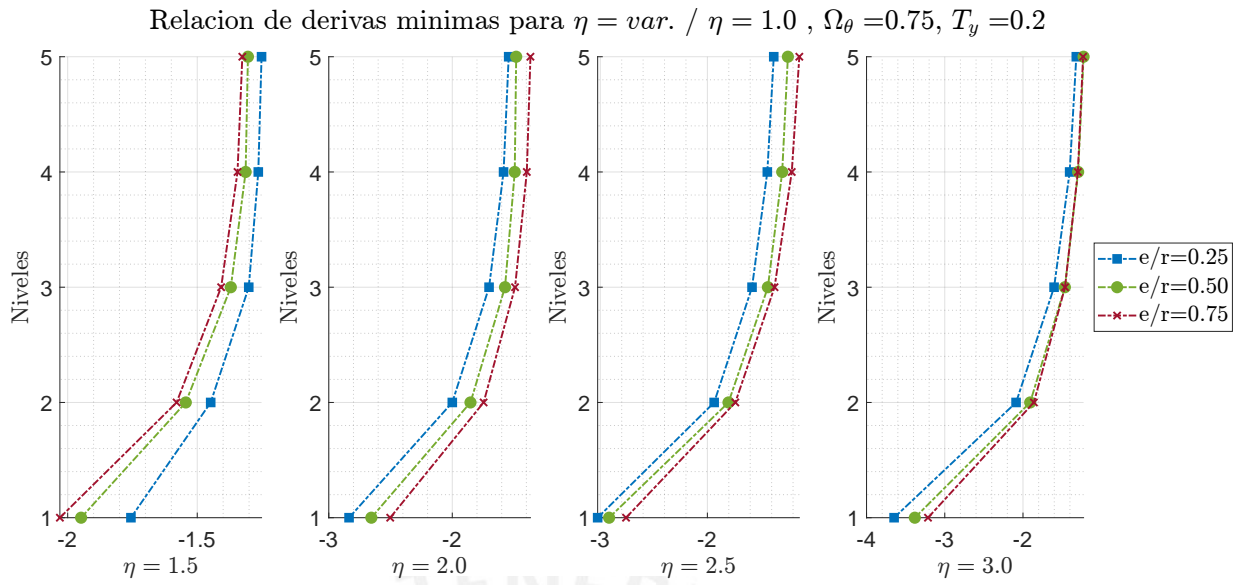 Relacion de derivas minimas para η = var. / η = 1.0 , Ω_θ =0.75, T_y =0.2
5
4
3
2
1
Niveles
-2
-1.5
η = 1.5
5
4
3
2
1
Niveles
-2
-2
η = 2.0
5
4
3
2
1
Niveles
-3
-2
η = 2.5
5
4
3
2
1
Niveles
-4
-2
η = 3.0
e/r=0.25
e/r=0.50
e/r=0.75